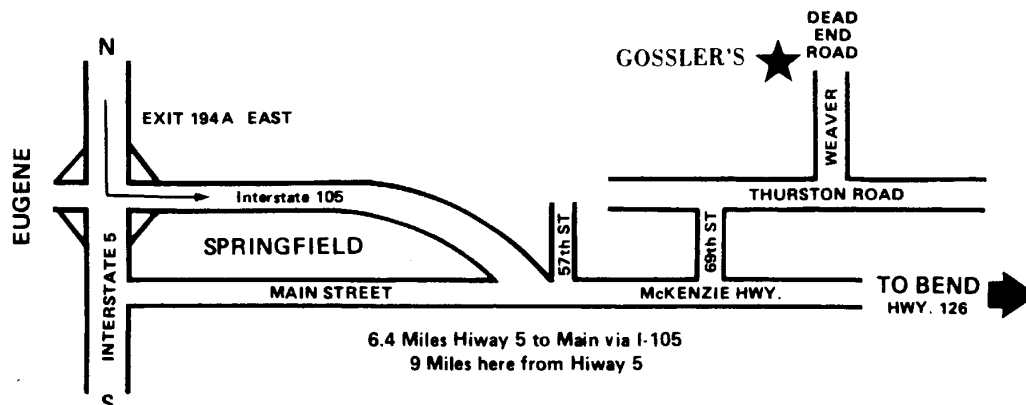 N
DEAD
END
ROAD
GOSSLER'S
EXIT 194A EAST
WEAVER
EUGENE
Interstate 105
THURSTON ROAD
SPRINGFIELD
57th ST
69th ST
INTERSTATE 5
MAIN STREET
McKENZIE HWY.
TO BEND
HWY. 126
6.4 Miles Hiway 5 to Main via I-105
9 Miles here from Hiway 5
S